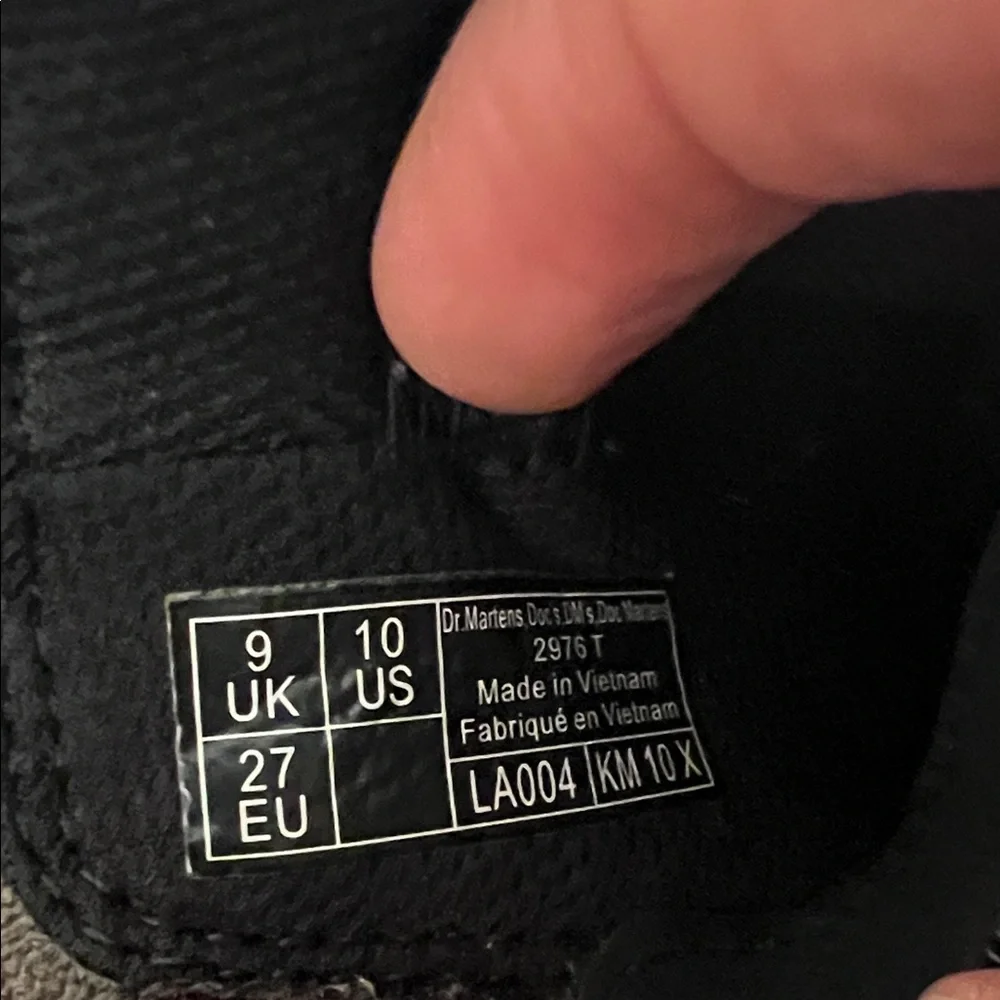 9
UK
10
US
27
EU
Dr.Martens,Doc's,DM's,Doc Martens
2976 T
Made in Vietnam
Fabriqué en Vietnam
LA004
KM 10 X